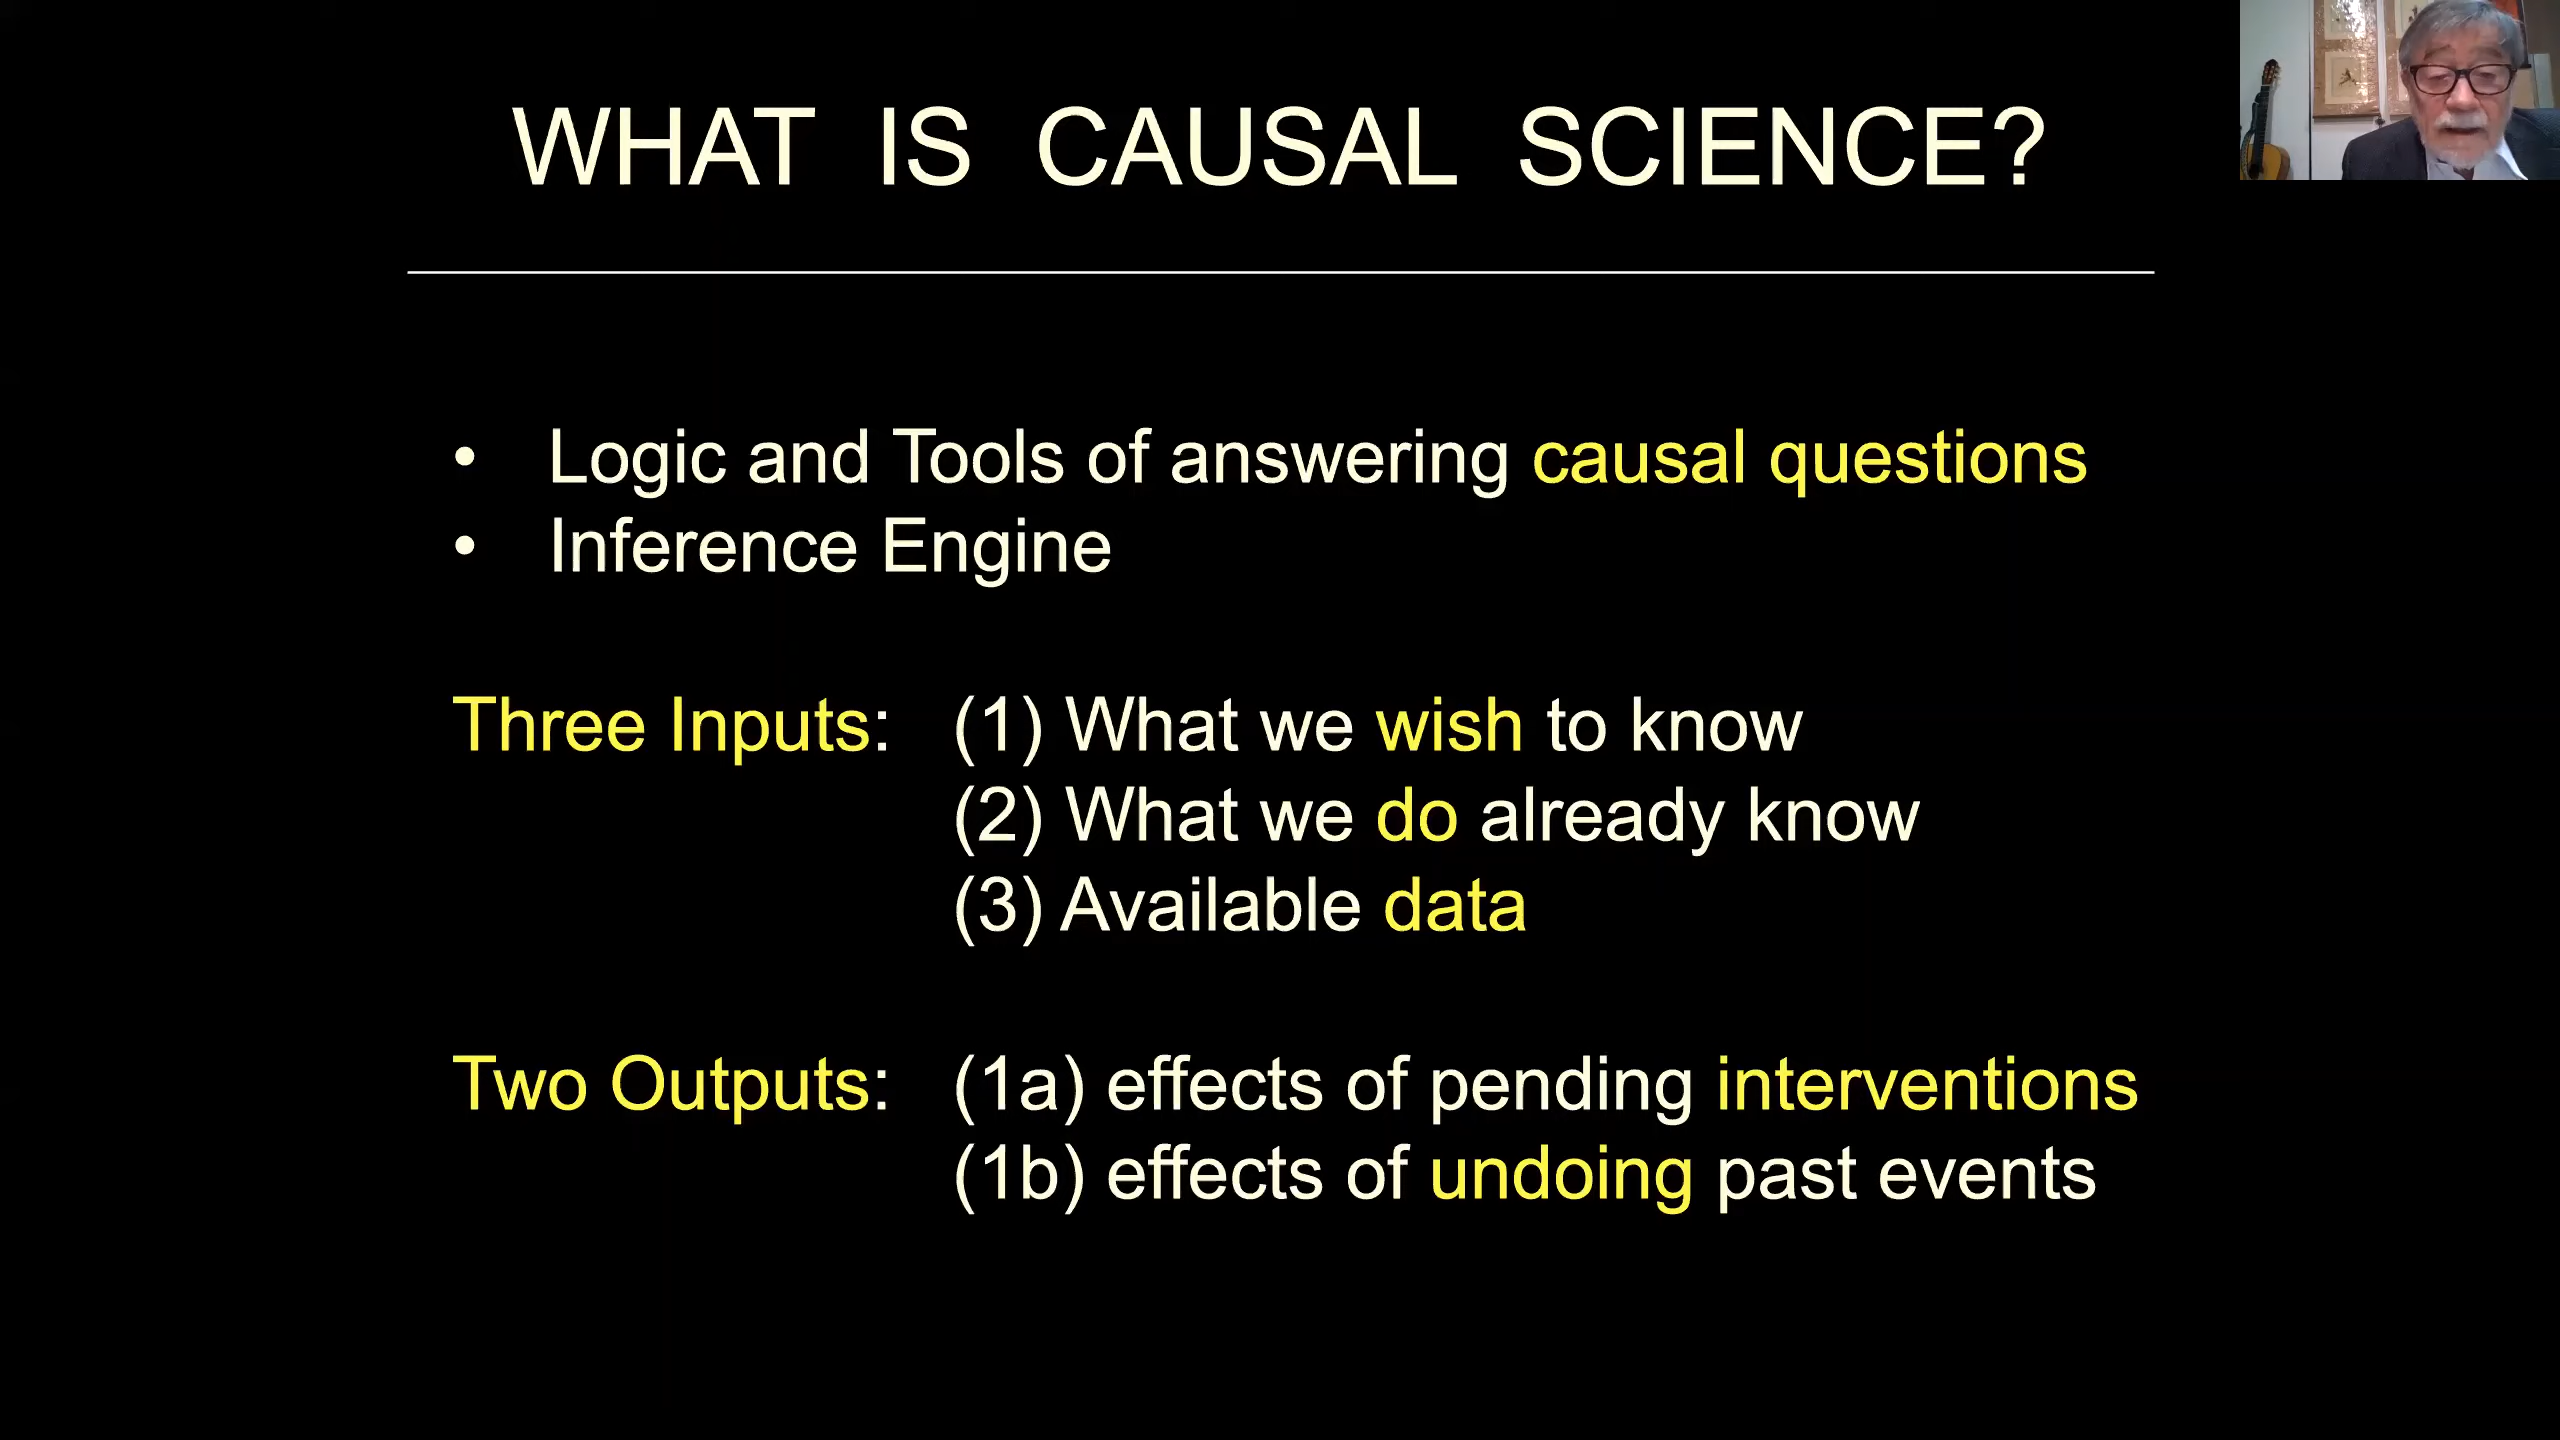 WHAT IS CAUSAL SCIENCE?
• Logic and Tools of answering causal questions
• Inference Engine
Three Inputs: (1) What we wish to know
(2) What we do already know
(3) Available data
Two Outputs: (1a) effects of pending interventions
(1b) effects of undoing past events